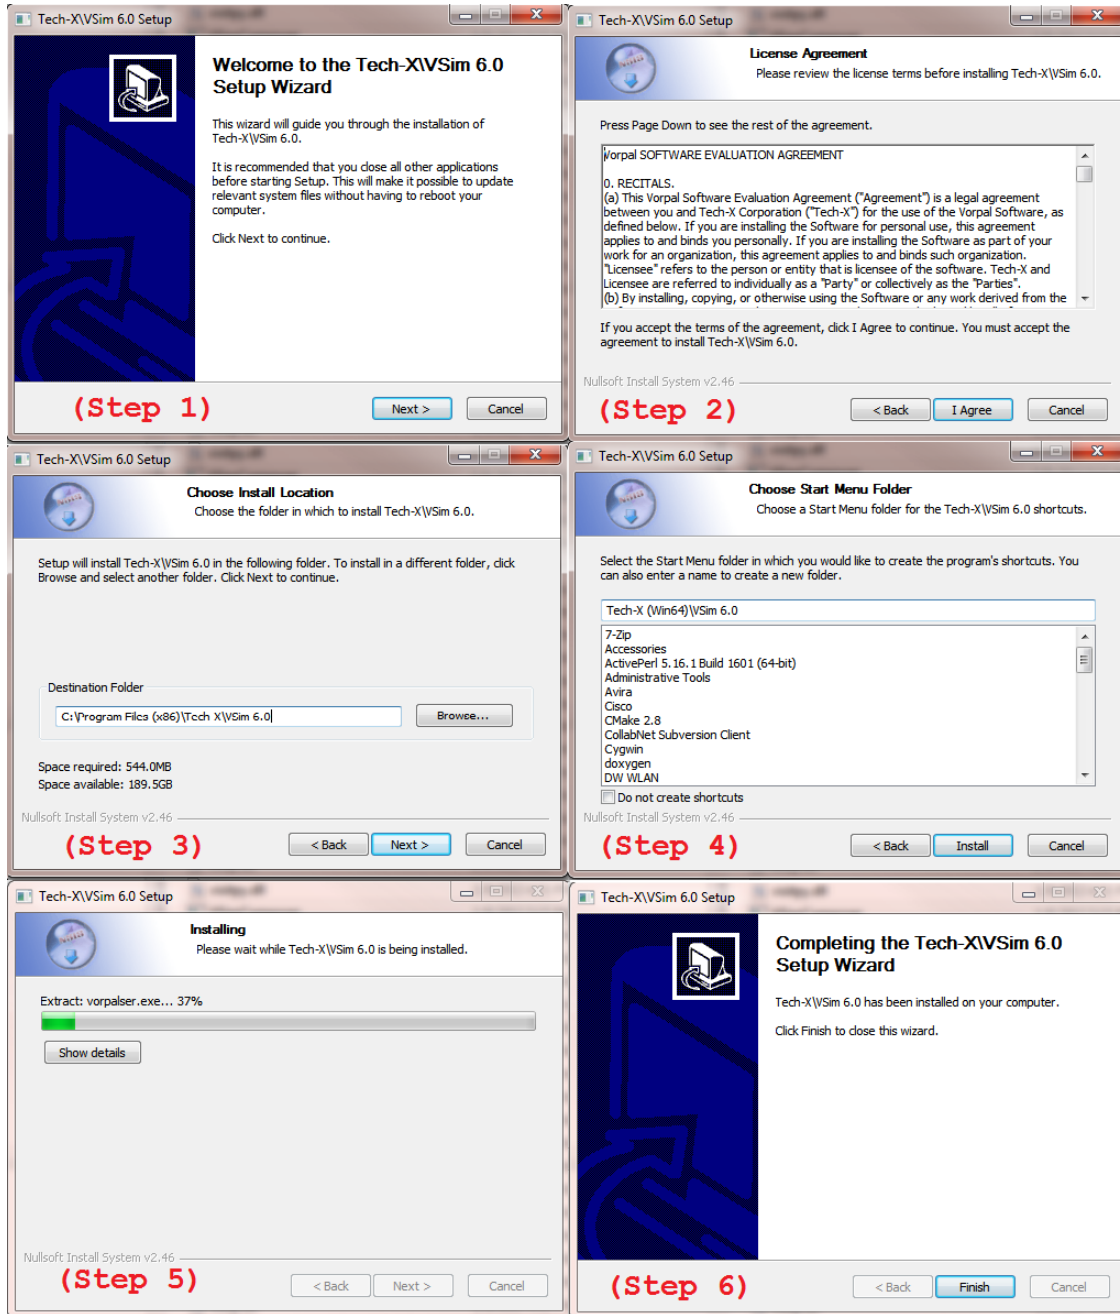 Tech-X\VSim 6.0 Setup
Welcome to the Tech-X\VSim 6.0
Setup Wizard
This wizard will guide you through the installation of
Tech-X\VSim 6.0.
It is recommended that you close all other applications
before starting Setup. This will make it possible to update
relevant system files without having to reboot your
computer.
Click Next to continue.
(Step 1)
Next >
Cancel
Tech-X\VSim 6.0 Setup
License Agreement
Please review the license terms before installing Tech-X\VSim 6.0.
Press Page Down to see the rest of the agreement.
Vorpal SOFTWARE EVALUATION AGREEMENT
0. RECITALS.
(a) This Vorpal Software Evaluation Agreement ("Agreement") is a legal agreement
between you and Tech-X Corporation ("Tech-X") for the use of the Vorpal Software, as
defined below. If you are installing the Software for personal use, this agreement
applies to and binds you personally. If you are installing the Software as part of your
work for an organization, this agreement applies to and binds such organization.
"Licensee" refers to the person or entity that is licensee of the software. Tech-X and
Licensee are referred to individually as a "Party" or collectively as the "Parties".
(b) By installing, copying, or otherwise using the Software or any work derived from the
If you accept the terms of the agreement, click I Agree to continue. You must accept the
agreement to install Tech-X\VSim 6.0.
Nullsoft Install System v2.46
(Step 2)
< Back
I Agree
Cancel
Tech-X\VSim 6.0 Setup
Choose Install Location
Choose the folder in which to install Tech-X\VSim 6.0.
Setup will install Tech-X\VSim 6.0 in the following folder. To install in a different folder, click
Browse and select another folder. Click Next to continue.
Destination Folder
C:\Program Files (x86)\Tech X\VSim 6.0
Browse...
Space required: 544.0MB
Space available: 189.5GB
Nullsoft Install System v2.46
(Step 3)
< Back
Next >
Cancel
Tech-X\VSim 6.0 Setup
Choose Start Menu Folder
Choose a Start Menu folder for the Tech-X\VSim 6.0 shortcuts.
Select the Start Menu folder in which you would like to create the program's shortcuts. You
can also enter a name to create a new folder.
Tech-X (Win64)\VSim 6.0
7-Zip
Accessories
ActivePerl 5.16.1 Build 1601 (64-bit)
Administrative Tools
Avira
Cisco
CMake 2.8
CollabNet Subversion Client
Cygwin
doxygen
DW WLAN
Do not create shortcuts
Nullsoft Install System v2.46
(Step 4)
< Back
Install
Cancel
Tech-X\VSim 6.0 Setup
Installing
Please wait while Tech-X\VSim 6.0 is being installed.
Extract: vorpalser.exe... 37%
Show details
Nullsoft Install System v2.46
(Step 5)
< Back
Next >
Cancel
Tech-X\VSim 6.0 Setup
Completing the Tech-X\VSim 6.0
Setup Wizard
Tech-X\VSim 6.0 has been installed on your computer.
Click Finish to close this wizard.
(Step 6)
< Back
Finish
Cancel